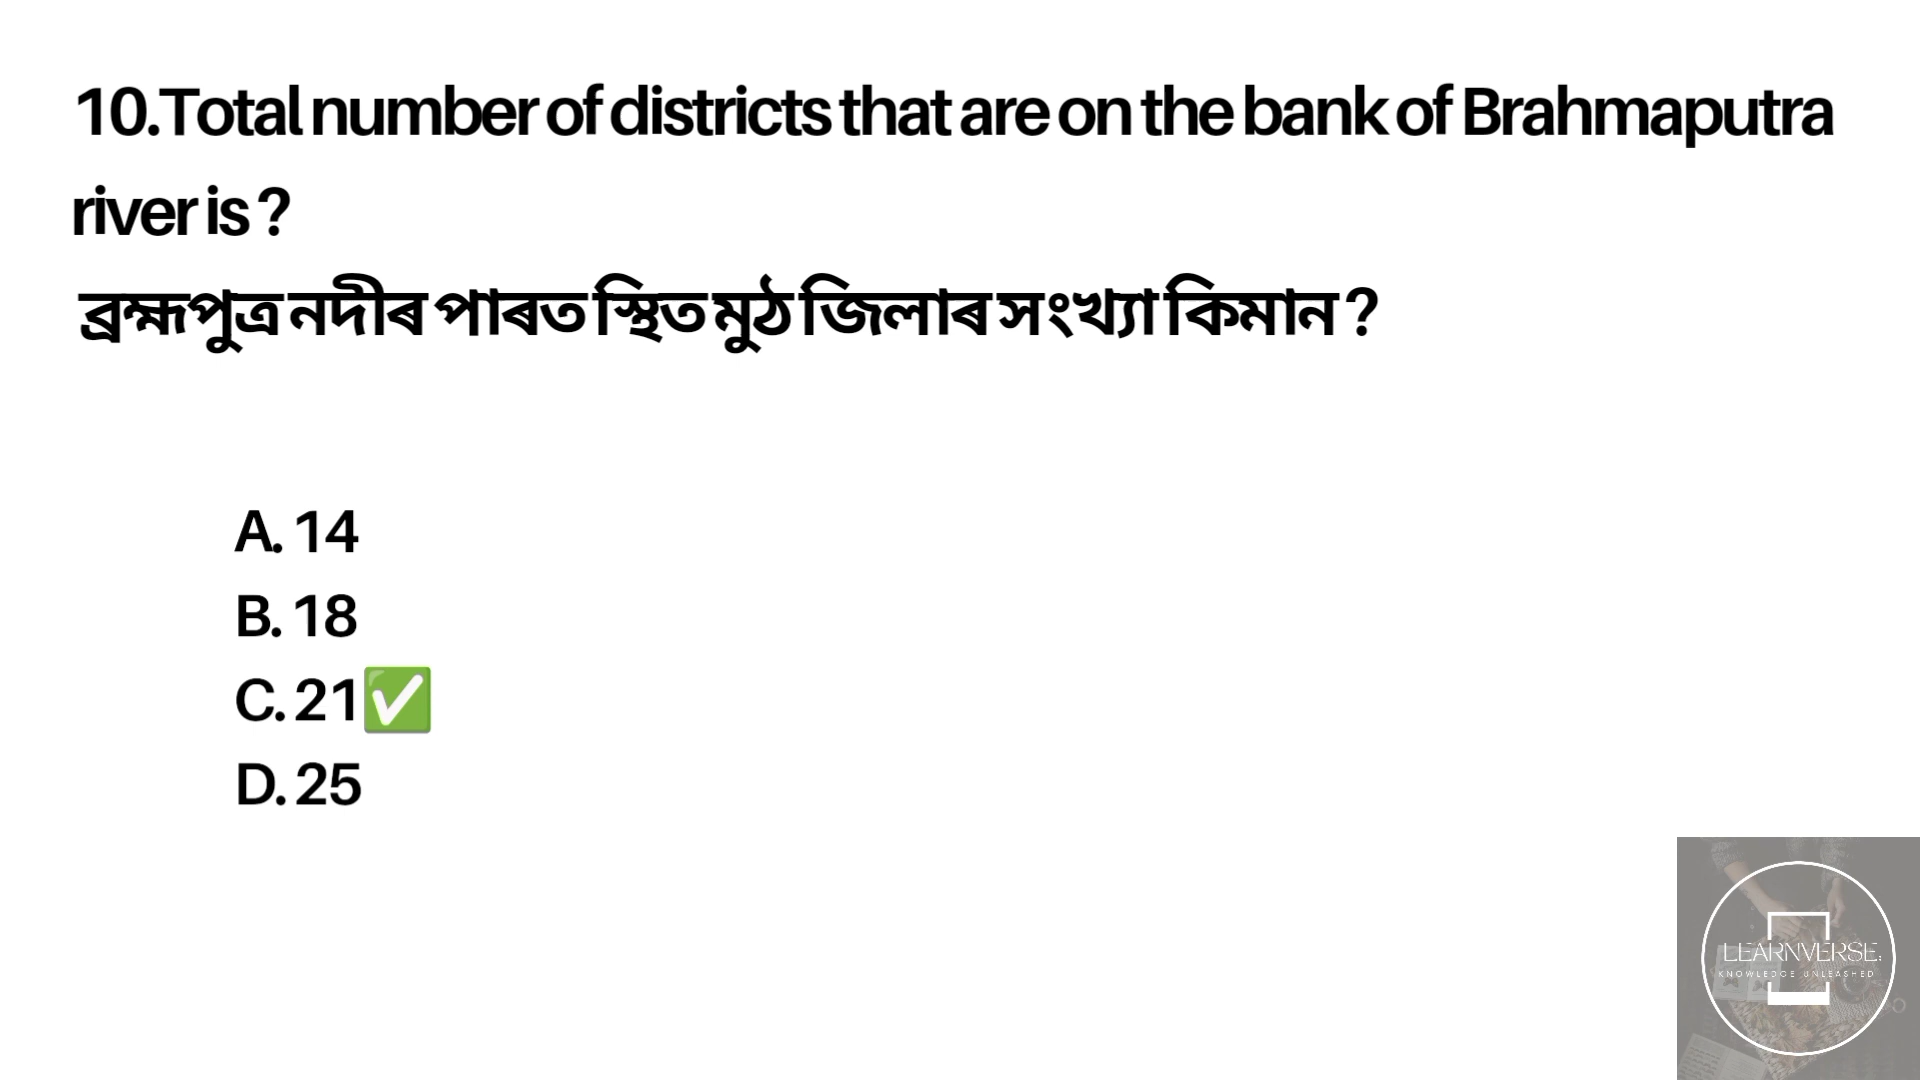 10.Total number of districts that are on the bank of Brahmaputra
river is ?
ব্ৰহ্মপুত্ৰ নদীৰ পাৰত স্থিত মুঠ জিলাৰ সংখ্যা কিমান ?
A. 14
B. 18
C. 21✅
D. 25
LEARNVERSE:
KNOWLEDGE UNLEASHED